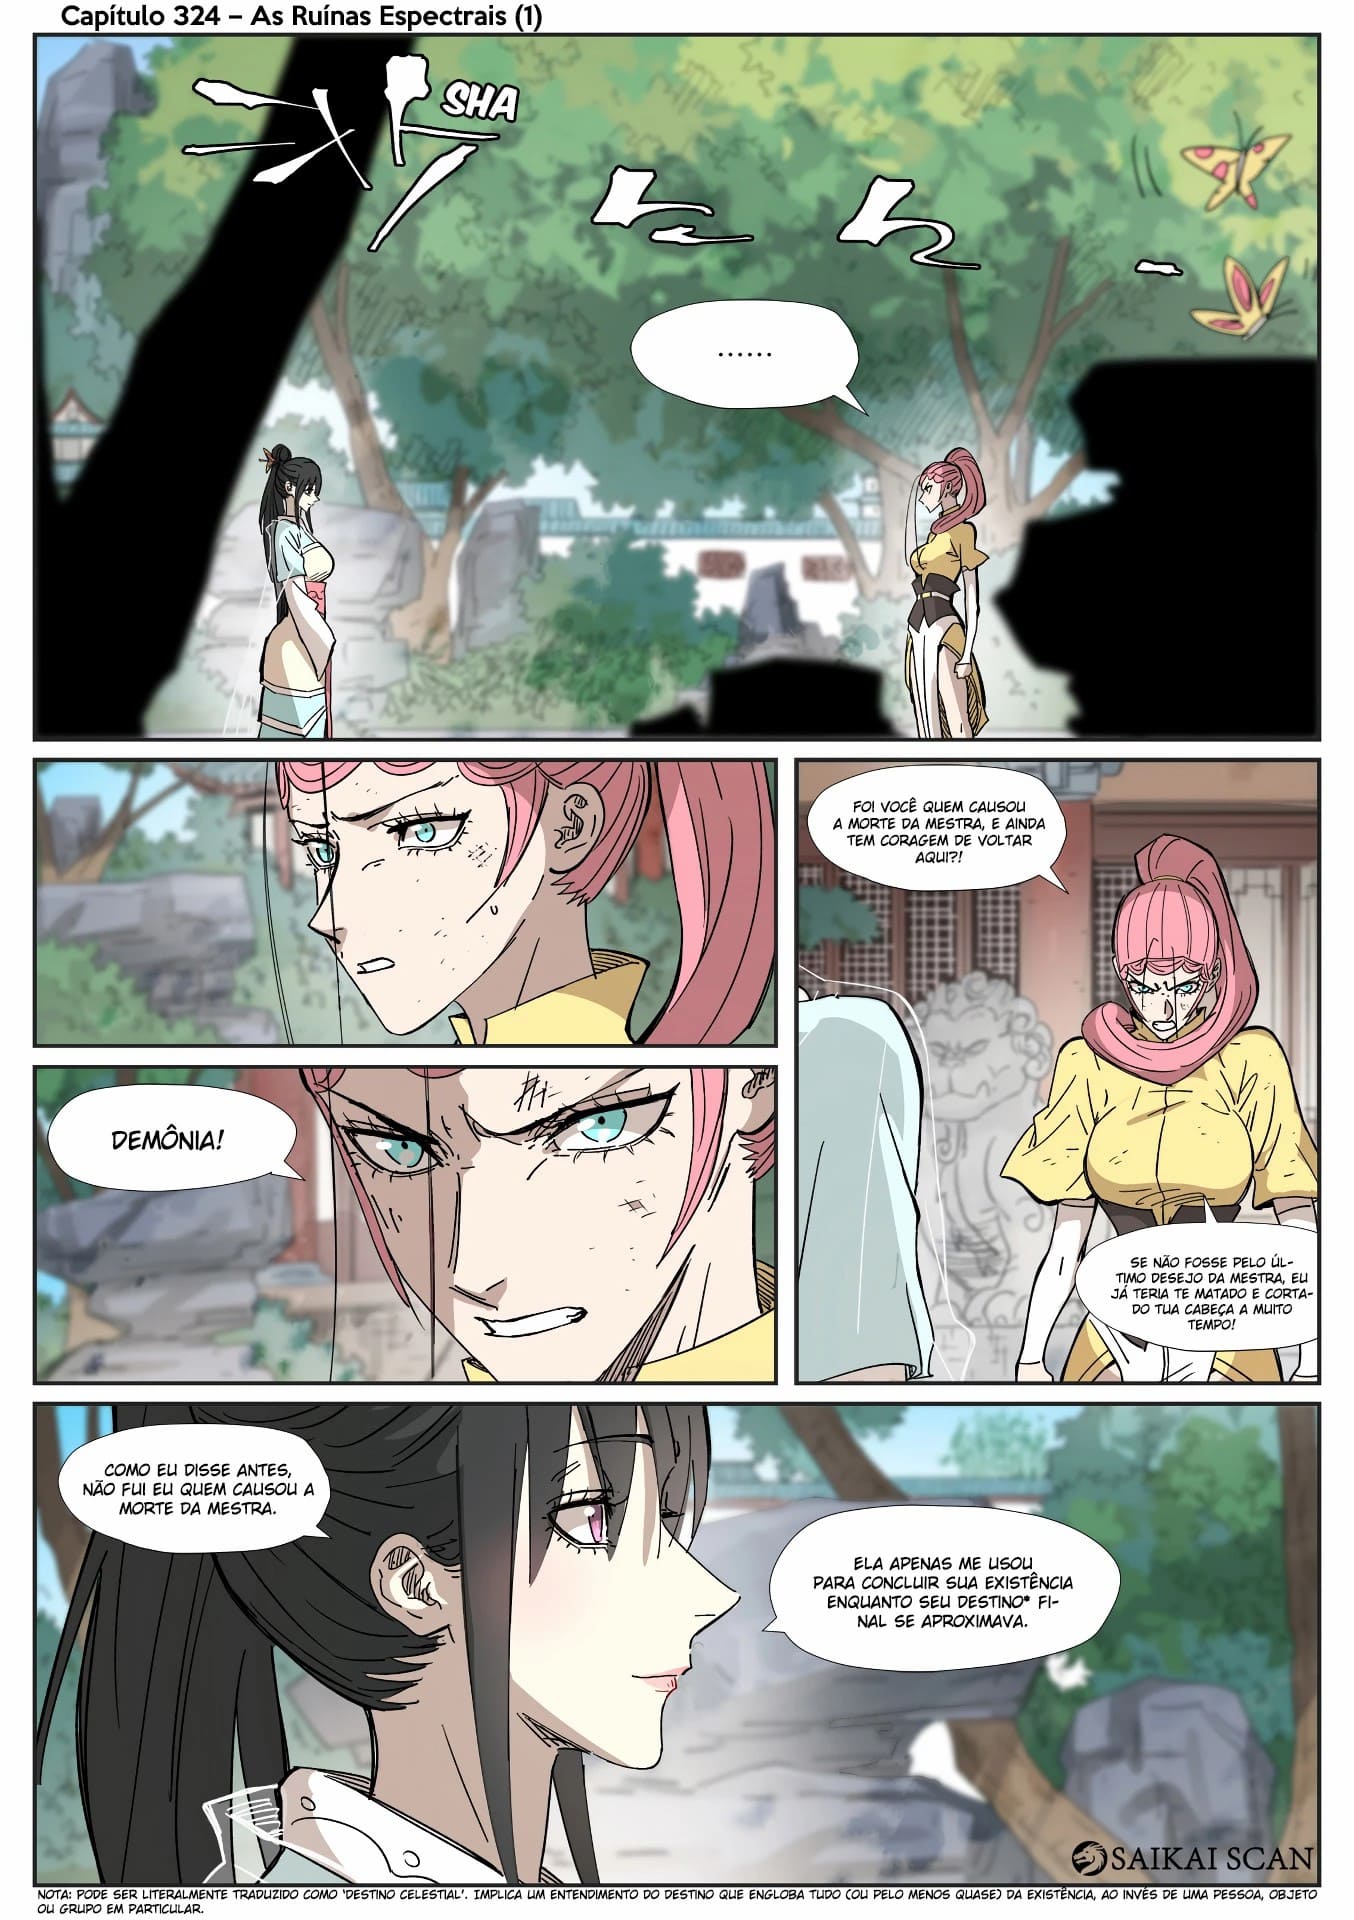 Capítulo 324 – As Ruínas Espectrais (1)
SHA
......
FOI VOCÊ QUEM CAUSOU
A MORTE DA MESTRA, E AINDA
TEM CORAGEM DE VOLTAR
AQUI?!
DEMÔNIA!
SE NÃO FOSSE PELO ÚL-
TIMO DESEJO DA MESTRA, EU
JÁ TERIA TE MATADO E CORTA-
DO TUA CABEÇA A MUITO
TEMPO!
COMO EU DISSE ANTES,
NÃO FUI EU QUEM CAUSOU A
MORTE DA MESTRA.
ELA APENAS ME USOU
PARA CONCLUIR SUA EXISTÊNCIA
ENQUANTO SEU DESTINO* FI-
NAL SE APROXIMAVA.
SAIKAI SCAN
NOTA: PODE SER LITERALMENTE TRADUZIDO COMO 'DESTINO CELESTIAL'. IMPLICA UM ENTENDIMENTO DO DESTINO QUE ENGLOBA TUDO (OU PELO MENOS QUASE) DA EXISTÊNCIA, AO INVÉS DE UMA PESSOA, OBJETO
OU GRUPO EM PARTICULAR.